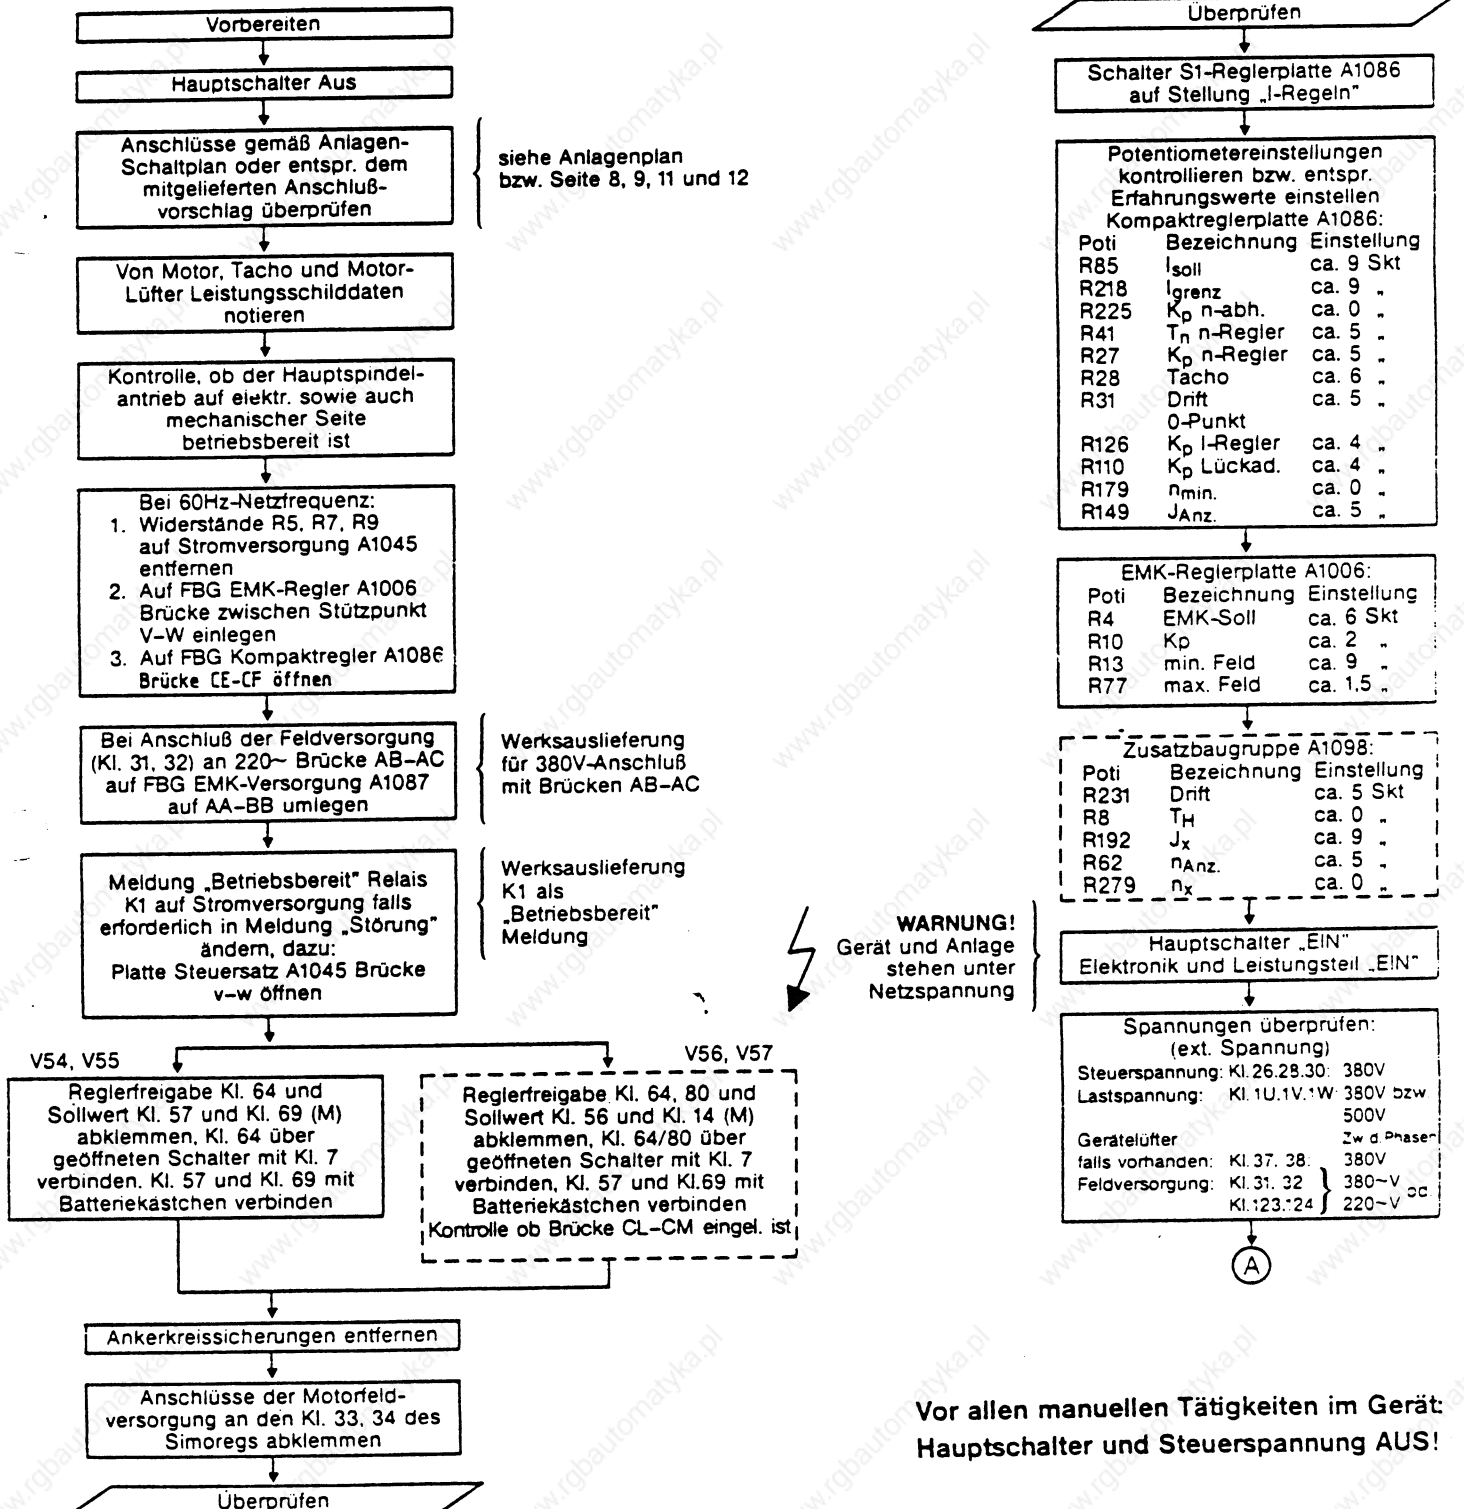 Vorbereiten
Hauptschalter Aus
Anschlüsse gemäß Anlagen-
Schaltplan oder entspr. dem
mitgelieferten Anschluß-
vorschlag überprüfen
siehe Anlagenplan
bzw. Seite 8, 9, 11 und 12
Von Motor, Tacho und Motor-
Lüfter Leistungsschilddaten
notieren
Kontrolle, ob der Hauptspindel-
antrieb auf elektr. sowie auch
mechanischer Seite
betriebsbereit ist
Bei 60Hz-Netzfrequenz:
1. Widerstände R5, R7, R9
auf Stromversorgung A1045
entfernen
2. Auf FBG EMK-Regler A1006
Brücke zwischen Stützpunkt
V-W einlegen
3. Auf FBG Kompaktregler A1086
Brücke CE-CF öffnen
Bei Anschluß der Feldversorgung
(Kl. 31, 32) an 220~ Brücke AB-AC
auf FBG EMK-Versorgung A1087
auf AA-BB umlegen
Werksauslieferung
für 380V-Anschluß
mit Brücken AB-AC
Meldung „Betriebsbereit" Relais
K1 auf Stromversorgung falls
erforderlich in Meldung „Störung"
ändern, dazu:
Platte Steuersatz A1045 Brücke
v-w öffnen
Werksauslieferung
K1 als
„Betriebsbereit"
Meldung
V54, V55
Reglerfreigabe Kl. 64 und
Sollwert Kl. 57 und Kl. 69 (M)
abklemmen, Kl. 64 über
geöffneten Schalter mit Kl. 7
verbinden. Kl. 57 und Kl. 69 mit
Batteriekästchen verbinden
V56, V57
Reglerfreigabe Kl. 64, 80 und
Sollwert Kl. 56 und Kl. 14 (M)
abklemmen, Kl. 64/80 über
geöffneten Schalter mit Kl. 7
verbinden, Kl. 57 und Kl.69 mit
Batteriekästchen verbinden
Kontrolle ob Brücke CL-CM eingel. ist
Ankerkreissicherungen entfernen
Anschlüsse der Motorfeld-
versorgung an den Kl. 33, 34 des
Simoregs abklemmen
Überprüfen
Überprüfen
Schalter S1-Reglerplatte A1086
auf Stellung „I-Regeln"
Potentiometereinstellungen
kontrollieren bzw. entspr.
Erfahrungswerte einstellen
Kompaktreglerplatte A1086:
Poti Bezeichnung Einstellung
R85 Isoll ca. 9 Skt
R218 Igrenz ca. 9 „
R225 Kp n-abh. ca. 0 „
R41 Tn n-Regler ca. 5 „
R27 Kp n-Regler ca. 5 „
R28 Tacho ca. 6 „
R31 Drift ca. 5 „
0-Punkt
R126 Kp I-Regler ca. 4 „
R110 Kp Lückad. ca. 4 „
R179 nmin. ca. 0 „
R149 JAnz. ca. 5 „
EMK-Reglerplatte A1006:
Poti Bezeichnung Einstellung
R4 EMK-Soll ca. 6 Skt
R10 Kp ca. 2 „
R13 min. Feld ca. 9 „
R77 max. Feld ca. 1,5 „
Zusatzbaugruppe A1098:
Poti Bezeichnung Einstellung
R231 Drift ca. 5 Skt
R8 TH ca. 0 „
R192 Jx ca. 9 „
R62 nAnz. ca. 5 „
R279 nx ca. 0 „
WARNUNG!
Gerät und Anlage
stehen unter
Netzspannung
Hauptschalter „EIN"
Elektronik und Leistungsteil „EIN"
Spannungen überprüfen:
(ext. Spannung)
Steuerspannung: Kl.26.28.30: 380V
Lastspannung: Kl.1U.1V.1W: 380V bzw
500V
Gerätelüfter Zw d.Phasen
falls vorhanden: Kl.37. 38: 380V
Feldversorgung: Kl.31. 32 380~V
Kl.123.124 220~V
A
Vor allen manuellen Tätigkeiten im Gerät:
Hauptschalter und Steuerspannung AUS!
www.rgbautomatyka.pl